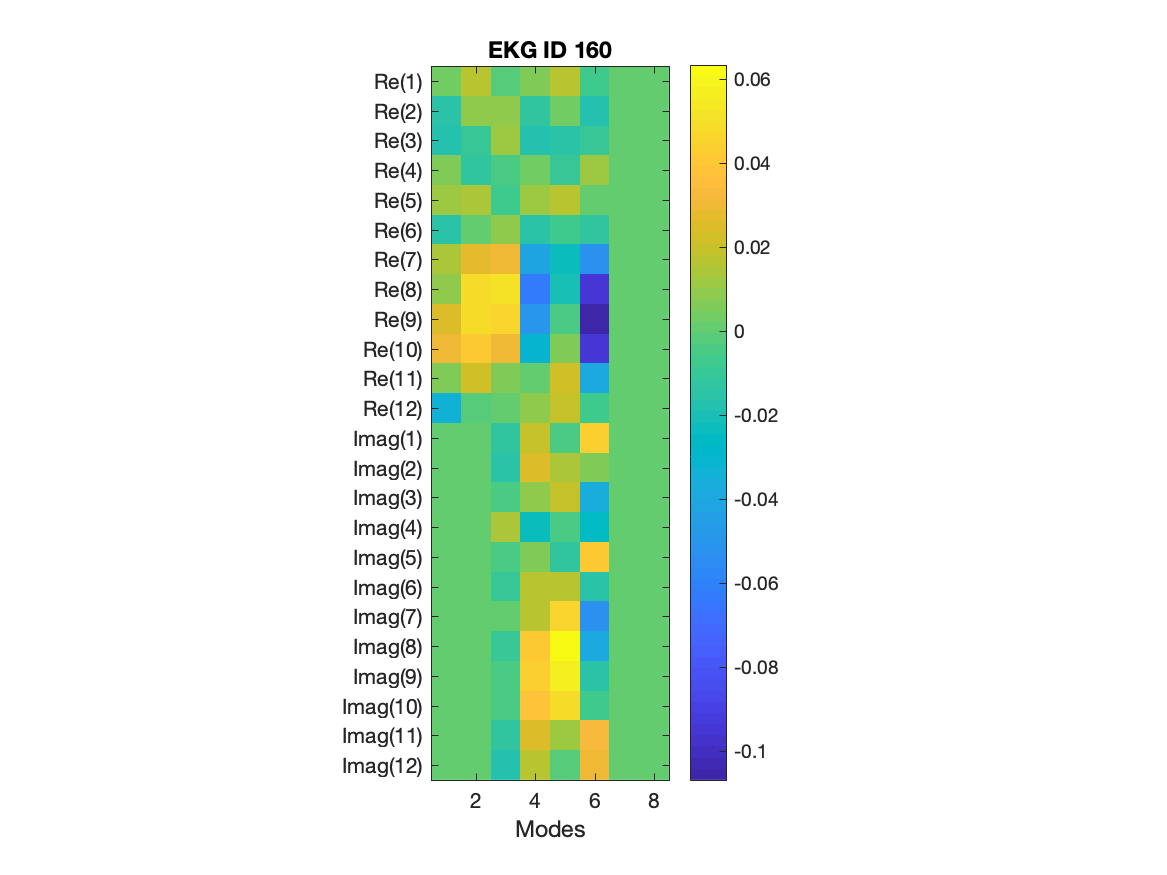 EKG ID 160
Re(1)
Re(2)
Re(3)
Re(4)
Re(5)
Re(6)
Re(7)
Re(8)
Re(9)
Re(10)
Re(11)
Re(12)
Imag(1)
Imag(2)
Imag(3)
Imag(4)
Imag(5)
Imag(6)
Imag(7)
Imag(8)
Imag(9)
Imag(10)
Imag(11)
Imag(12)
2 4 6 8
Modes
0.06
0.04
0.02
0
-0.02
-0.04
-0.06
-0.08
-0.1